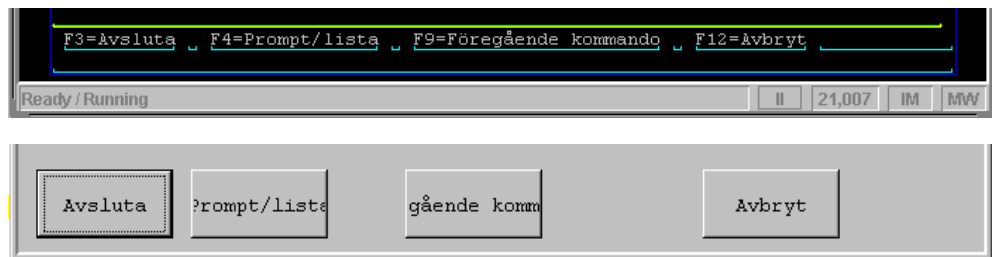 F3=Avsluta F4=Prompt/lista F9=Föregående kommando F12=Avbryt
Ready / Running II 21,007 IM MW
Avsluta Prompt/lista gående komm Avbryt